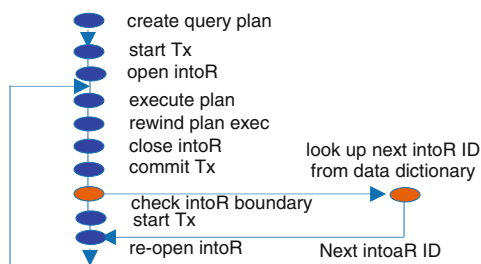 create query plan
start Tx
open intoR
execute plan
rewind plan exec
close intoR
commit Tx
look up next intoR ID
from data dictionary
check intoR boundary
start Tx
re-open intoR
Next intoaR ID